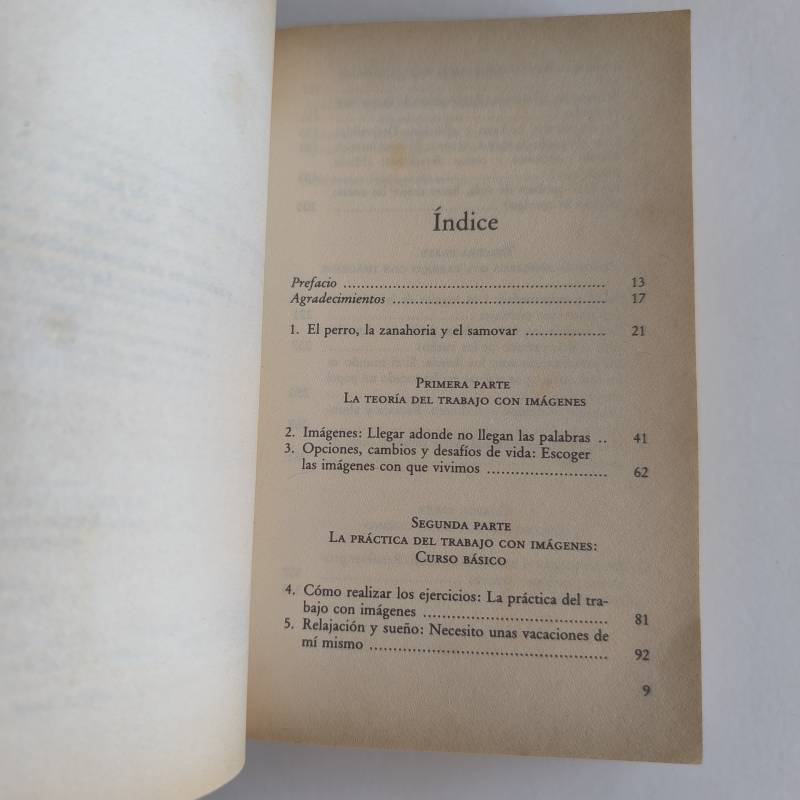 Índice
Prefacio ........................................................ 13
Agradecimientos ............................................. 17
1. El perro, la zanahoria y el samovar ................. 21
PRIMERA PARTE
LA TEORÍA DEL TRABAJO CON IMÁGENES
2. Imágenes: Llegar adonde no llegan las palabras .. 41
3. Opciones, cambios y desafíos de vida: Escoger
las imágenes con que vivimos ......................... 62
SEGUNDA PARTE
LA PRÁCTICA DEL TRABAJO CON IMÁGENES:
CURSO BÁSICO
4. Cómo realizar los ejercicios: La práctica del tra-
bajo con imágenes ....................................... 81
5. Relajación y sueño: Necesito unas vacaciones de
mí mismo .................................................. 92
9